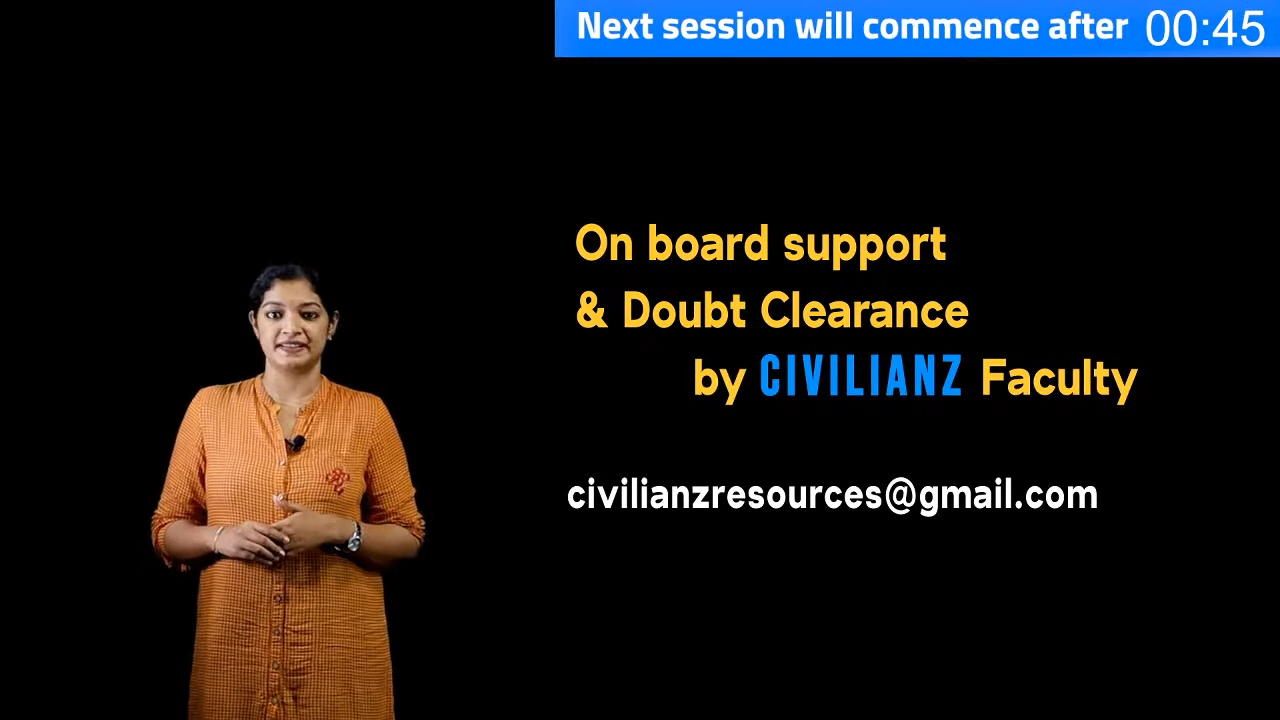 Next session will commence after 00:45
On board support
& Doubt Clearance
by CIVILIANZ Faculty
civilianzresources@gmail.com